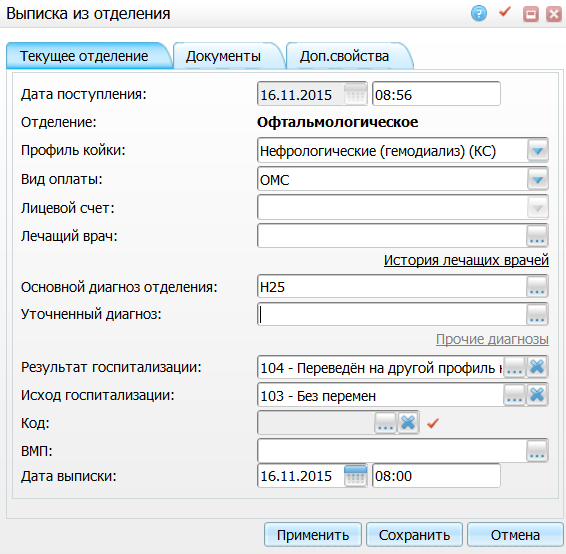 Выписка из отделения
Текущее отделение Документы Доп.свойства
Дата поступления: 16.11.2015 08:56
Отделение: Офтальмологическое
Профиль койки: Нефрологические (гемодиализ) (КС)
Вид оплаты: ОМС
Лицевой счет:
Лечащий врач: ...
История лечащих врачей
Основной диагноз отделения: H25 ...
Уточненный диагноз: ...
Прочие диагнозы
Результат госпитализации: 104 - Переведён на другой профиль ...
Исход госпитализации: 103 - Без перемен ...
Код: ...
ВМП: ...
Дата выписки: 16.11.2015 08:00
Применить Сохранить Отмена